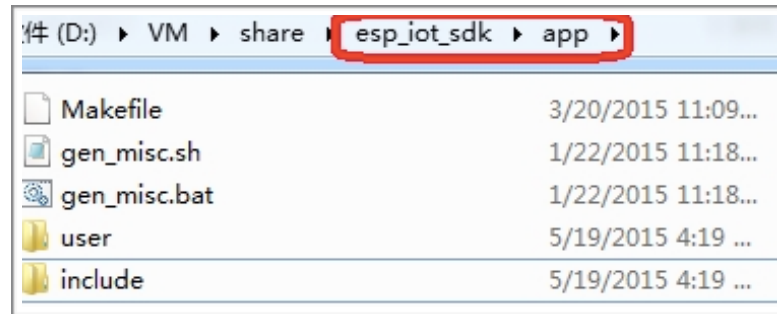 件 (D:) ▸ VM ▸ share ▸ esp_iot_sdk ▸ app ▸
Makefile 3/20/2015 11:09...
gen_misc.sh 1/22/2015 11:18...
gen_misc.bat 1/22/2015 11:18...
user 5/19/2015 4:19 ...
include 5/19/2015 4:19 ...